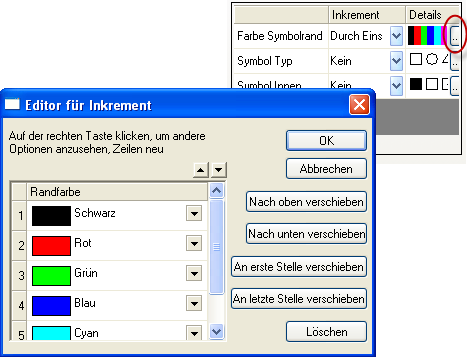 Inkrement Details
Farbe Symbolrand Durch Eins ..
Symbol Typ Kein ..
Symbol Innen Kein ..
Editor für Inkrement
Auf der rechten Taste klicken, um andere
Optionen anzusehen, Zeilen neu
OK
Abbrechen
Nach oben verschieben
Nach unten verschieben
An erste Stelle verschieben
An letzte Stelle verschieben
Löschen
Randfarbe
1 Schwarz
2 Rot
3 Grün
4 Blau
5 Cyan